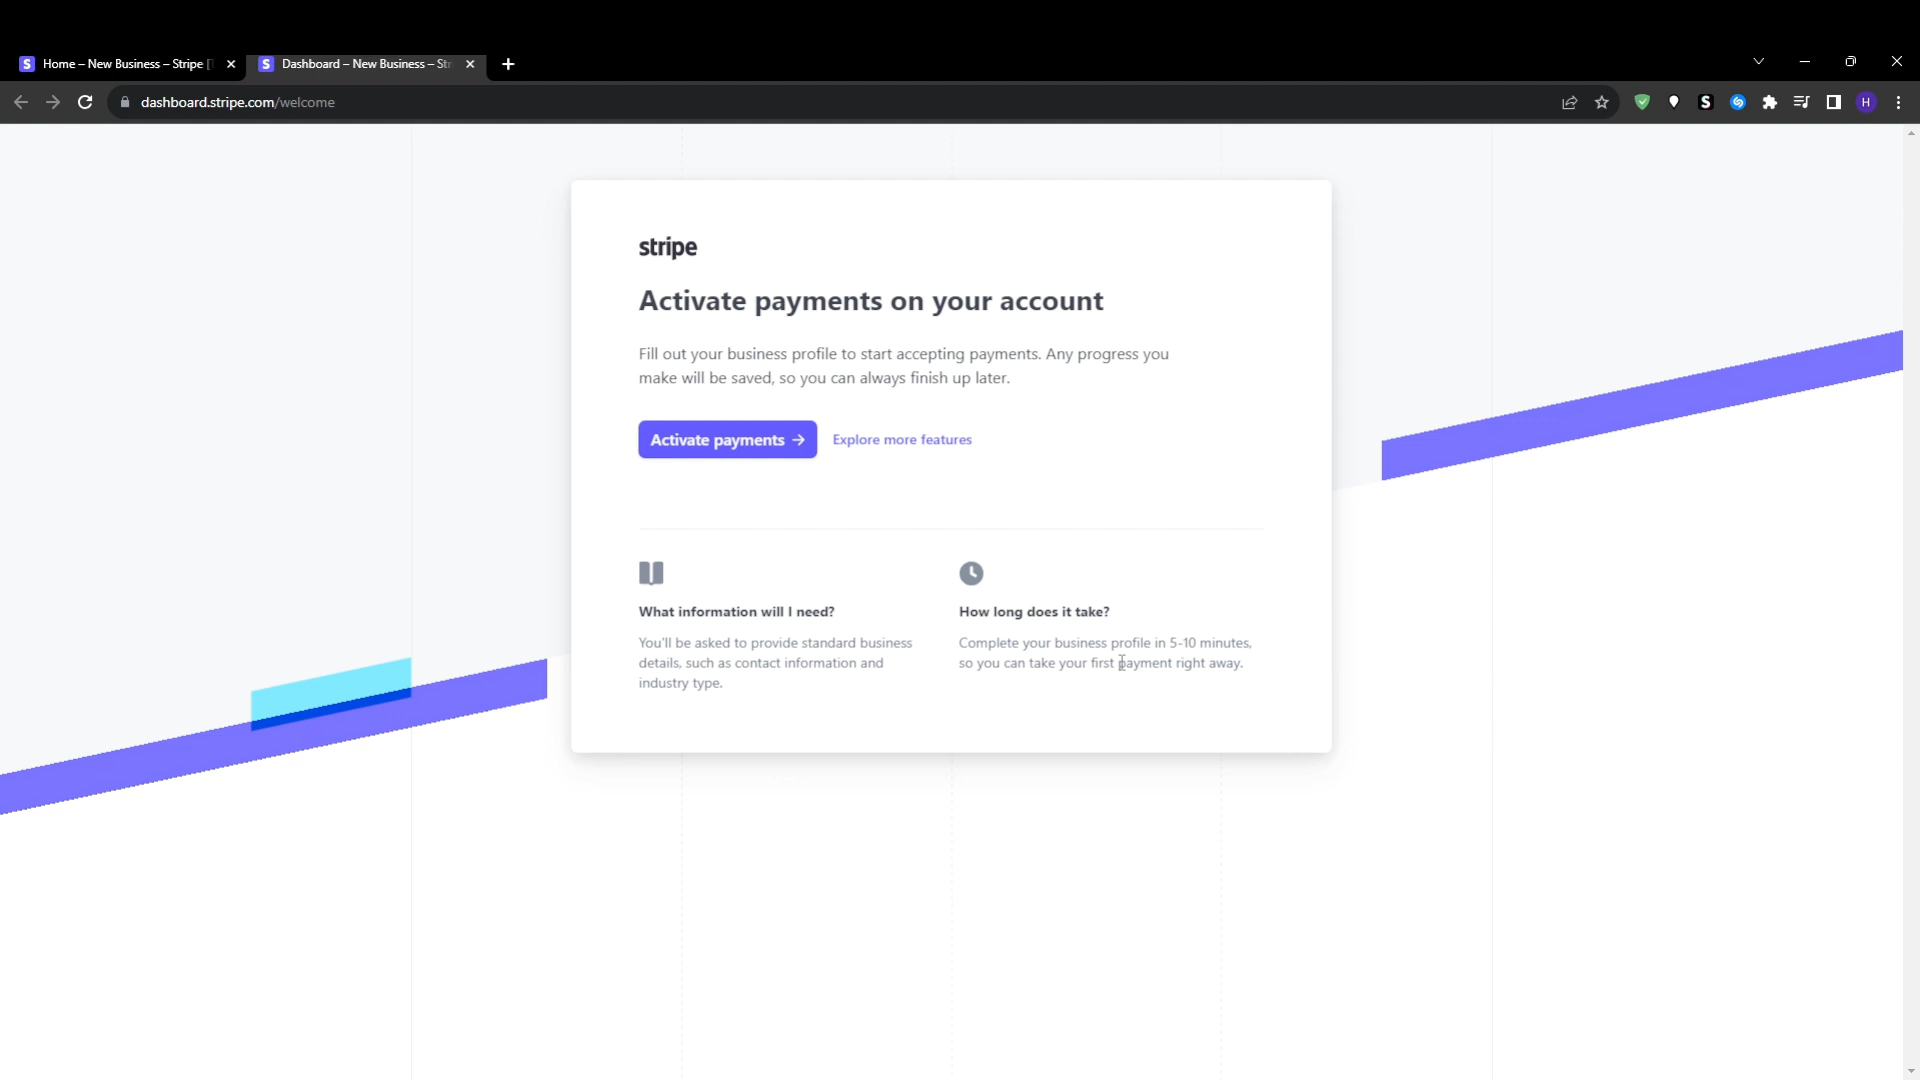 Home – New Business – Stripe [
Dashboard – New Business – Str
dashboard.stripe.com/welcome
H
stripe
Activate payments on your account
Fill out your business profile to start accepting payments. Any progress you
make will be saved, so you can always finish up later.
Activate payments →
Explore more features
What information will I need?
You'll be asked to provide standard business
details, such as contact information and
industry type.
How long does it take?
Complete your business profile in 5-10 minutes,
so you can take your first payment right away.